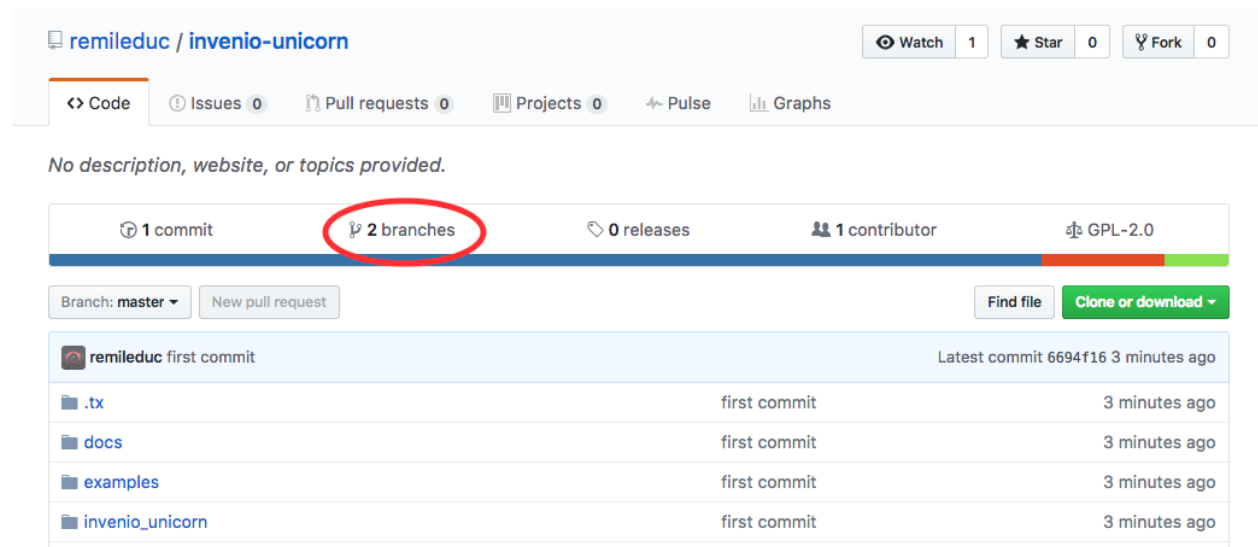 remileduc / invenio-unicorn
Watch 1 Star 0 Fork 0
<> Code Issues 0 Pull requests 0 Projects 0 Pulse Graphs
No description, website, or topics provided.
1 commit 2 branches 0 releases 1 contributor GPL-2.0
Branch: master New pull request Find file Clone or download
remileduc first commit Latest commit 6694f16 3 minutes ago
.tx first commit 3 minutes ago
docs first commit 3 minutes ago
examples first commit 3 minutes ago
invenio_unicorn first commit 3 minutes ago